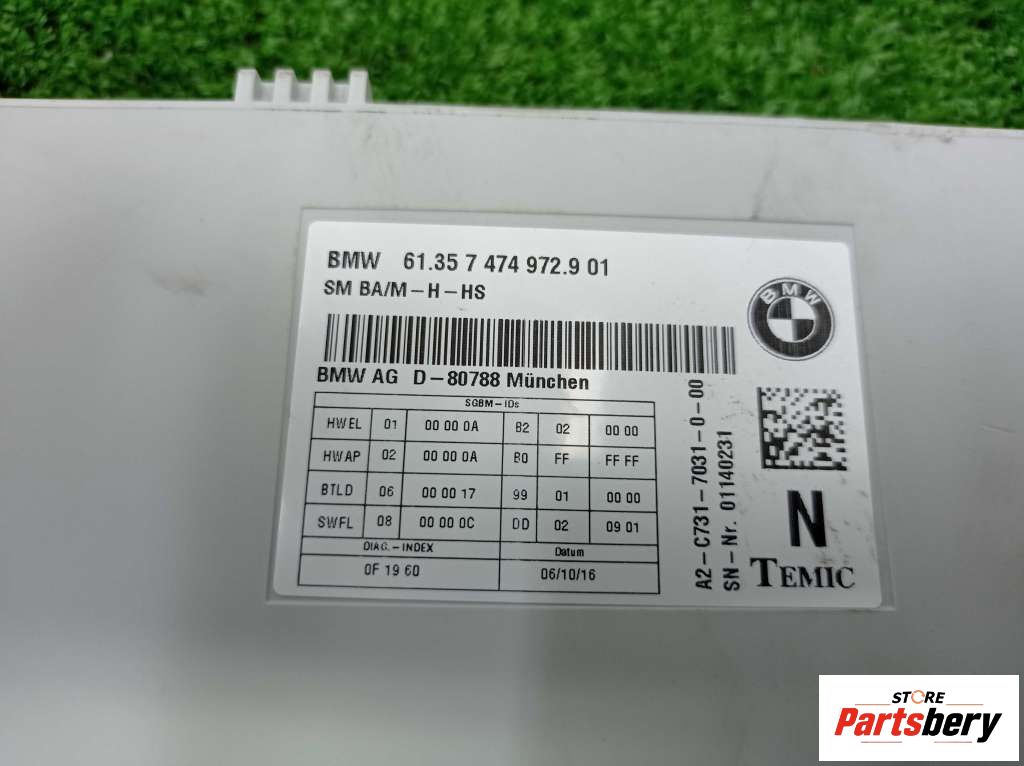 BMW 61.35 7 474 972.9 01
SM BA/M-H-HS
BMW
BMW AG D-80788 München
SGBM-IDs
HWEL 01 00 00 0A B2 02 00 00
HWAP 02 00 00 0A B0 FF FF FF
BTLD 06 00 00 17 99 01 00 00
SWFL 08 00 00 0C DD 02 09 01
DIAG.-INDEX Datum
0F 19 60 06/10/16
A2-C731-7031-0-00
SN-Nr. 01140231
N
TEMIC
STORE
Partsbery